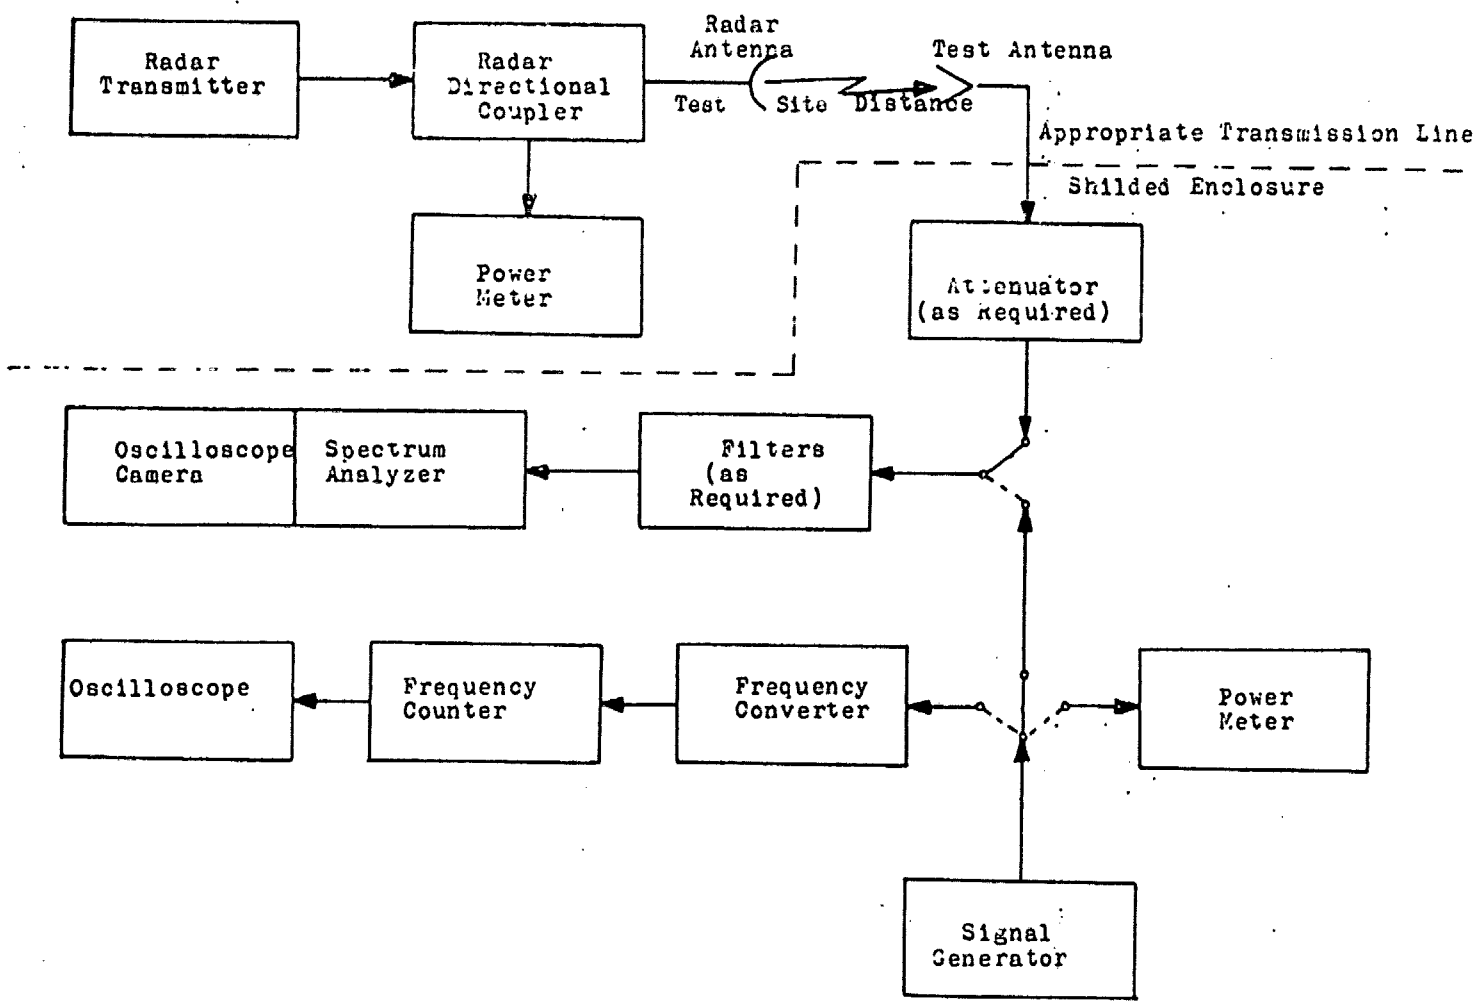 Radar
Transmitter
Radar
Directional
Coupler
Radar
Antenna
Test Antenna
Test Site Distance
Appropriate Transmission Line
Shilded Enclosure
Power
Meter
Attenuator
(as Required)
Oscilloscope
Camera
Spectrum
Analyzer
Filters
(as
Required)
Oscilloscope
Frequency
Counter
Frequency
Converter
Power
Meter
Signal
Generator